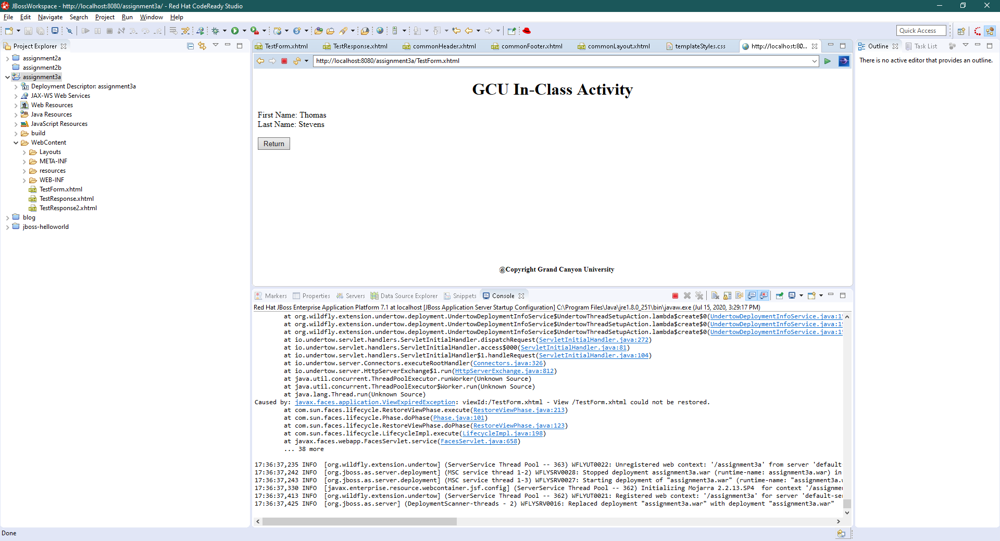 JBossWorkspace - http://localhost:8080/assignment3a/ - Red Hat CodeReady Studio
File Edit Navigate Search Project Run Window Help
Quick Access
Project Explorer
assignment2a
assignment2b
assignment3a
Deployment Descriptor: assignment3a
JAX-WS Web Services
Web Resources
Java Resources
JavaScript Resources
build
WebContent
Layouts
META-INF
resources
WEB-INF
TestForm.xhtml
TestResponse.xhtml
TestResponse2.xhtml
blog
jboss-helloworld
TestForm.xhtml TestResponse.xhtml commonHeader.xhtml commonFooter.xhtml commonLayout.xhtml templateStyles.css http://localhost:80...
http://localhost:8080/assignment3a/TestForm.xhtml
GCU In-Class Activity
First Name: Thomas
Last Name: Stevens
Return
@Copyright Grand Canyon University
Outline Task List
There is no active editor that provides an outline.
Markers Properties Servers Data Source Explorer Snippets Console
Red Hat JBoss Enterprise Application Platform 7.1 at localhost [JBoss Application Server Startup Configuration] C:\Program Files\Java\jre1.8.0_251\bin\javaw.exe (Jul 15, 2020, 3:29:17 PM)
at org.wildfly.extension.undertow.deployment.UndertowDeploymentInfoService$UndertowThreadSetupAction.lambda$create$0(UndertowDeploymentInfoService.java:15
at org.wildfly.extension.undertow.deployment.UndertowDeploymentInfoService$UndertowThreadSetupAction.lambda$create$0(UndertowDeploymentInfoService.java:15
at org.wildfly.extension.undertow.deployment.UndertowDeploymentInfoService$UndertowThreadSetupAction.lambda$create$0(UndertowDeploymentInfoService.java:15
at io.undertow.servlet.handlers.ServletInitialHandler.dispatchRequest(ServletInitialHandler.java:272)
at io.undertow.servlet.handlers.ServletInitialHandler.access$000(ServletInitialHandler.java:81)
at io.undertow.servlet.handlers.ServletInitialHandler$1.handleRequest(ServletInitialHandler.java:104)
at io.undertow.server.Connectors.executeRootHandler(Connectors.java:326)
at io.undertow.server.HttpServerExchange$1.run(HttpServerExchange.java:812)
at java.util.concurrent.ThreadPoolExecutor.runWorker(Unknown Source)
at java.util.concurrent.ThreadPoolExecutor$Worker.run(Unknown Source)
at java.lang.Thread.run(Unknown Source)
Caused by: javax.faces.application.ViewExpiredException: viewId:/TestForm.xhtml - View /TestForm.xhtml could not be restored.
at com.sun.faces.lifecycle.RestoreViewPhase.execute(RestoreViewPhase.java:213)
at com.sun.faces.lifecycle.Phase.doPhase(Phase.java:101)
at com.sun.faces.lifecycle.RestoreViewPhase.doPhase(RestoreViewPhase.java:123)
at com.sun.faces.lifecycle.LifecycleImpl.execute(LifecycleImpl.java:198)
at javax.faces.webapp.FacesServlet.service(FacesServlet.java:658)
... 38 more
17:36:37,235 INFO [org.wildfly.extension.undertow] (ServerService Thread Pool -- 363) WFLYUT0022: Unregistered web context: '/assignment3a' from server 'default
17:36:37,242 INFO [org.jboss.as.server.deployment] (MSC service thread 1-2) WFLYSRV0028: Stopped deployment assignment3a.war (runtime-name: assignment3a.war) in
17:36:37,243 INFO [org.jboss.as.server.deployment] (MSC service thread 1-3) WFLYSRV0027: Starting deployment of "assignment3a.war" (runtime-name: "assignment3a.w
17:36:37,330 INFO [javax.enterprise.resource.webcontainer.jsf.config] (ServerService Thread Pool -- 362) Initializing Mojarra 2.2.13.SP4 for context '/assignmen
17:36:37,413 INFO [org.wildfly.extension.undertow] (ServerService Thread Pool -- 362) WFLYUT0021: Registered web context: '/assignment3a' for server 'default-se
17:36:37,425 INFO [org.jboss.as.server] (DeploymentScanner-threads - 2) WFLYSRV0016: Replaced deployment "assignment3a.war" with deployment "assignment3a.war"
Done